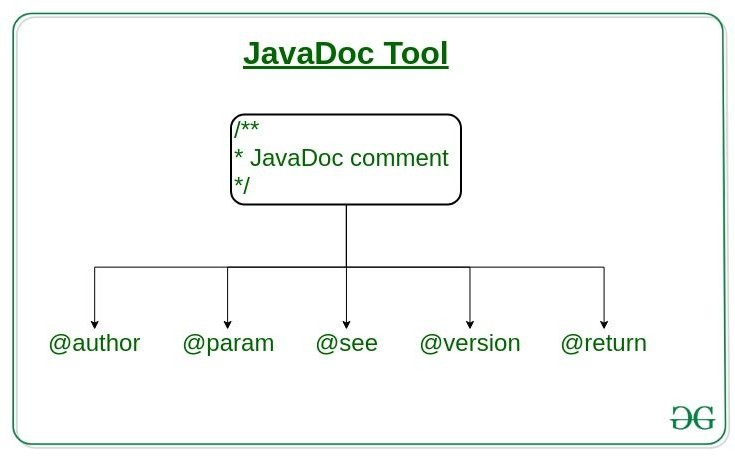 JavaDoc Tool
/**
* JavaDoc comment
*/
@author @param @see @version @return